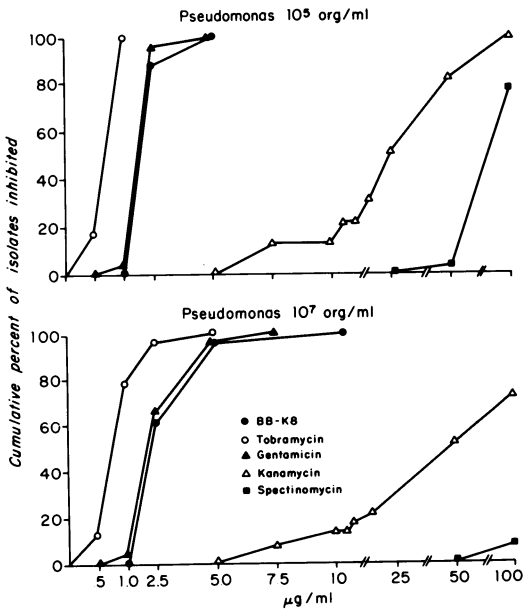 Pseudomonas 10⁵ org/ml
100
80
60
40
20
0
Cumulative percent of isolates inhibited
Pseudomonas 10⁷ org/ml
100
80
60
40
20
0
BB-K8
Tobramycin
Gentamicin
Kanamycin
Spectinomycin
5 1.0 2.5 5.0 7.5 10 25 50 100
µg/ml